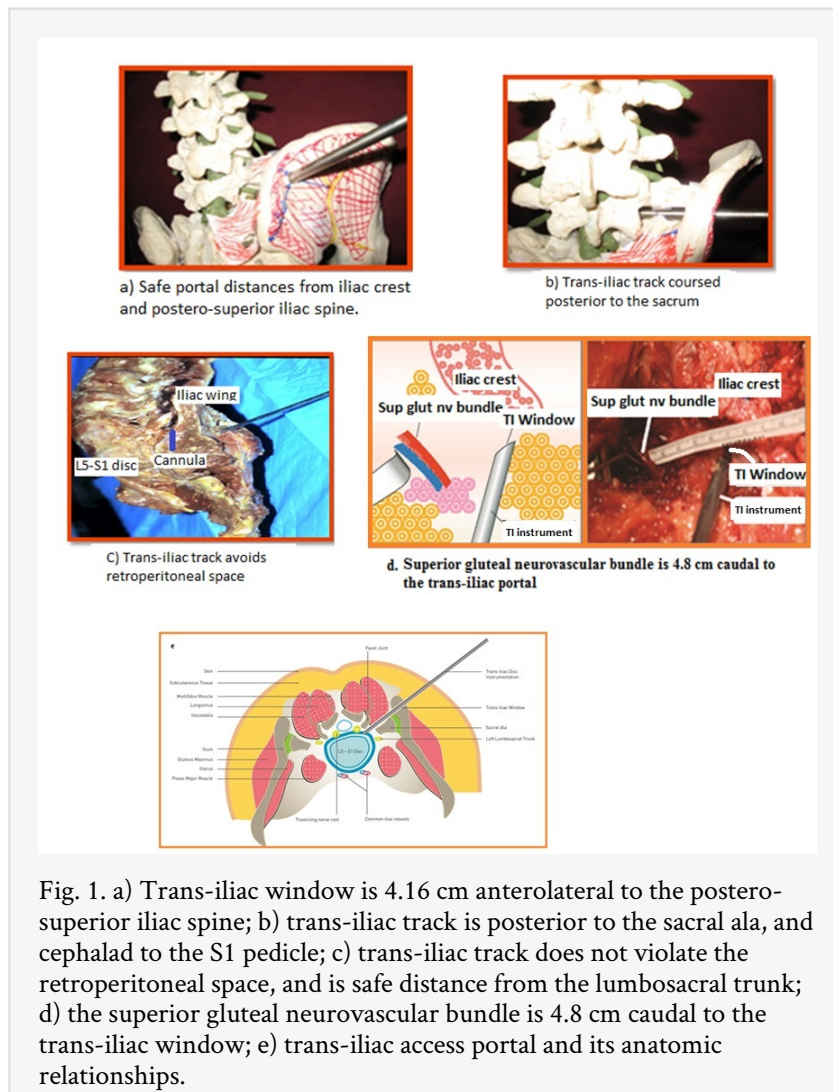 a) Safe portal distances from iliac crest
and postero-superior iliac spine.
b) Trans-iliac track coursed
posterior to the sacrum
Iliac wing
L5-S1 disc
Cannula
C) Trans-iliac track avoids
retroperitoneal space
Iliac crest
Sup glut nv bundle
TI Window
TI instrument
Iliac crest
Sup glut nv bundle
TI Window
TI instrument
d. Superior gluteal neurovascular bundle is 4.8 cm caudal to
the trans-iliac portal
e
Facet Joint
Skin
Subcutaneous Tissue
Multifidus Muscle
Longismus
Iliocostalis
Ilium
Gluteus Maximus
Iliacus
Psoas Major Muscle
Trans-iliac Disc
Instrumentation
Trans-iliac Window
Sacral Ala
Left Lumbosacral Trunk
L5 - S1 Disc
Traversing nerve root
Common iliac vessels
Fig. 1. a) Trans-iliac window is 4.16 cm anterolateral to the postero-
superior iliac spine; b) trans-iliac track is posterior to the sacral ala, and
cephalad to the S1 pedicle; c) trans-iliac track does not violate the
retroperitoneal space, and is safe distance from the lumbosacral trunk;
d) the superior gluteal neurovascular bundle is 4.8 cm caudal to the
trans-iliac window; e) trans-iliac access portal and its anatomic
relationships.